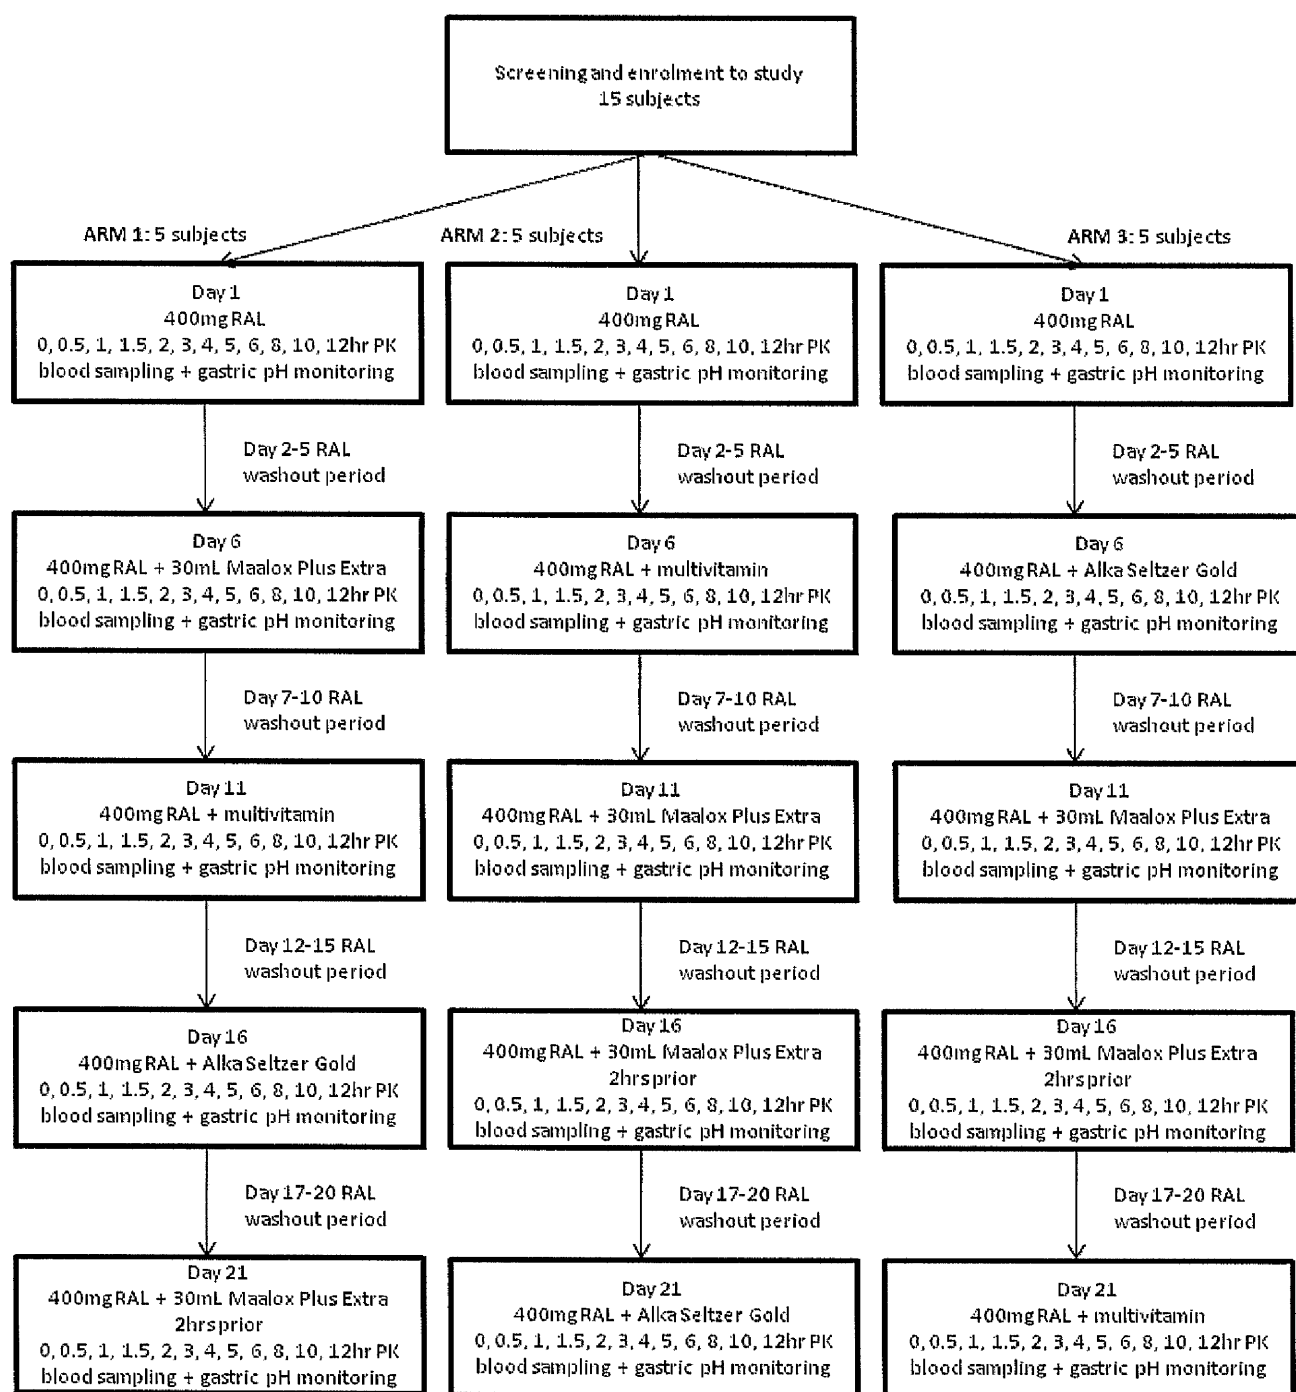 Screening and enrolment to study
15 subjects
ARM 1: 5 subjects
ARM 2: 5 subjects
ARM 3: 5 subjects
Day 1
400mg RAL
0, 0.5, 1, 1.5, 2, 3, 4, 5, 6, 8, 10, 12hr PK
blood sampling + gastric pH monitoring
Day 1
400mg RAL
0, 0.5, 1, 1.5, 2, 3, 4, 5, 6, 8, 10, 12hr PK
blood sampling + gastric pH monitoring
Day 1
400mg RAL
0, 0.5, 1, 1.5, 2, 3, 4, 5, 6, 8, 10, 12hr PK
blood sampling + gastric pH monitoring
Day 2-5 RAL
washout period
Day 2-5 RAL
washout period
Day 2-5 RAL
washout period
Day 6
400mg RAL + 30mL Maalox Plus Extra
0, 0.5, 1, 1.5, 2, 3, 4, 5, 6, 8, 10, 12hr PK
blood sampling + gastric pH monitoring
Day 6
400mg RAL + multivitamin
0, 0.5, 1, 1.5, 2, 3, 4, 5, 6, 8, 10, 12hr PK
blood sampling + gastric pH monitoring
Day 6
400mg RAL + Alka Seltzer Gold
0, 0.5, 1, 1.5, 2, 3, 4, 5, 6, 8, 10, 12hr PK
blood sampling + gastric pH monitoring
Day 7-10 RAL
washout period
Day 7-10 RAL
washout period
Day 7-10 RAL
washout period
Day 11
400mg RAL + multivitamin
0, 0.5, 1, 1.5, 2, 3, 4, 5, 6, 8, 10, 12hr PK
blood sampling + gastric pH monitoring
Day 11
400mg RAL + 30mL Maalox Plus Extra
0, 0.5, 1, 1.5, 2, 3, 4, 5, 6, 8, 10, 12hr PK
blood sampling + gastric pH monitoring
Day 11
400mg RAL + 30mL Maalox Plus Extra
0, 0.5, 1, 1.5, 2, 3, 4, 5, 6, 8, 10, 12hr PK
blood sampling + gastric pH monitoring
Day 12-15 RAL
washout period
Day 12-15 RAL
washout period
Day 12-15 RAL
washout period
Day 16
400mg RAL + Alka Seltzer Gold
0, 0.5, 1, 1.5, 2, 3, 4, 5, 6, 8, 10, 12hr PK
blood sampling + gastric pH monitoring
Day 16
400mg RAL + 30mL Maalox Plus Extra
2hrs prior
0, 0.5, 1, 1.5, 2, 3, 4, 5, 6, 8, 10, 12hr PK
blood sampling + gastric pH monitoring
Day 16
400mg RAL + 30mL Maalox Plus Extra
2hrs prior
0, 0.5, 1, 1.5, 2, 3, 4, 5, 6, 8, 10, 12hr PK
blood sampling + gastric pH monitoring
Day 17-20 RAL
washout period
Day 17-20 RAL
washout period
Day 17-20 RAL
washout period
Day 21
400mg RAL + 30mL Maalox Plus Extra
2hrs prior
0, 0.5, 1, 1.5, 2, 3, 4, 5, 6, 8, 10, 12hr PK
blood sampling + gastric pH monitoring
Day 21
400mg RAL + Alka Seltzer Gold
0, 0.5, 1, 1.5, 2, 3, 4, 5, 6, 8, 10, 12hr PK
blood sampling + gastric pH monitoring
Day 21
400mg RAL + multivitamin
0, 0.5, 1, 1.5, 2, 3, 4, 5, 6, 8, 10, 12hr PK
blood sampling + gastric pH monitoring